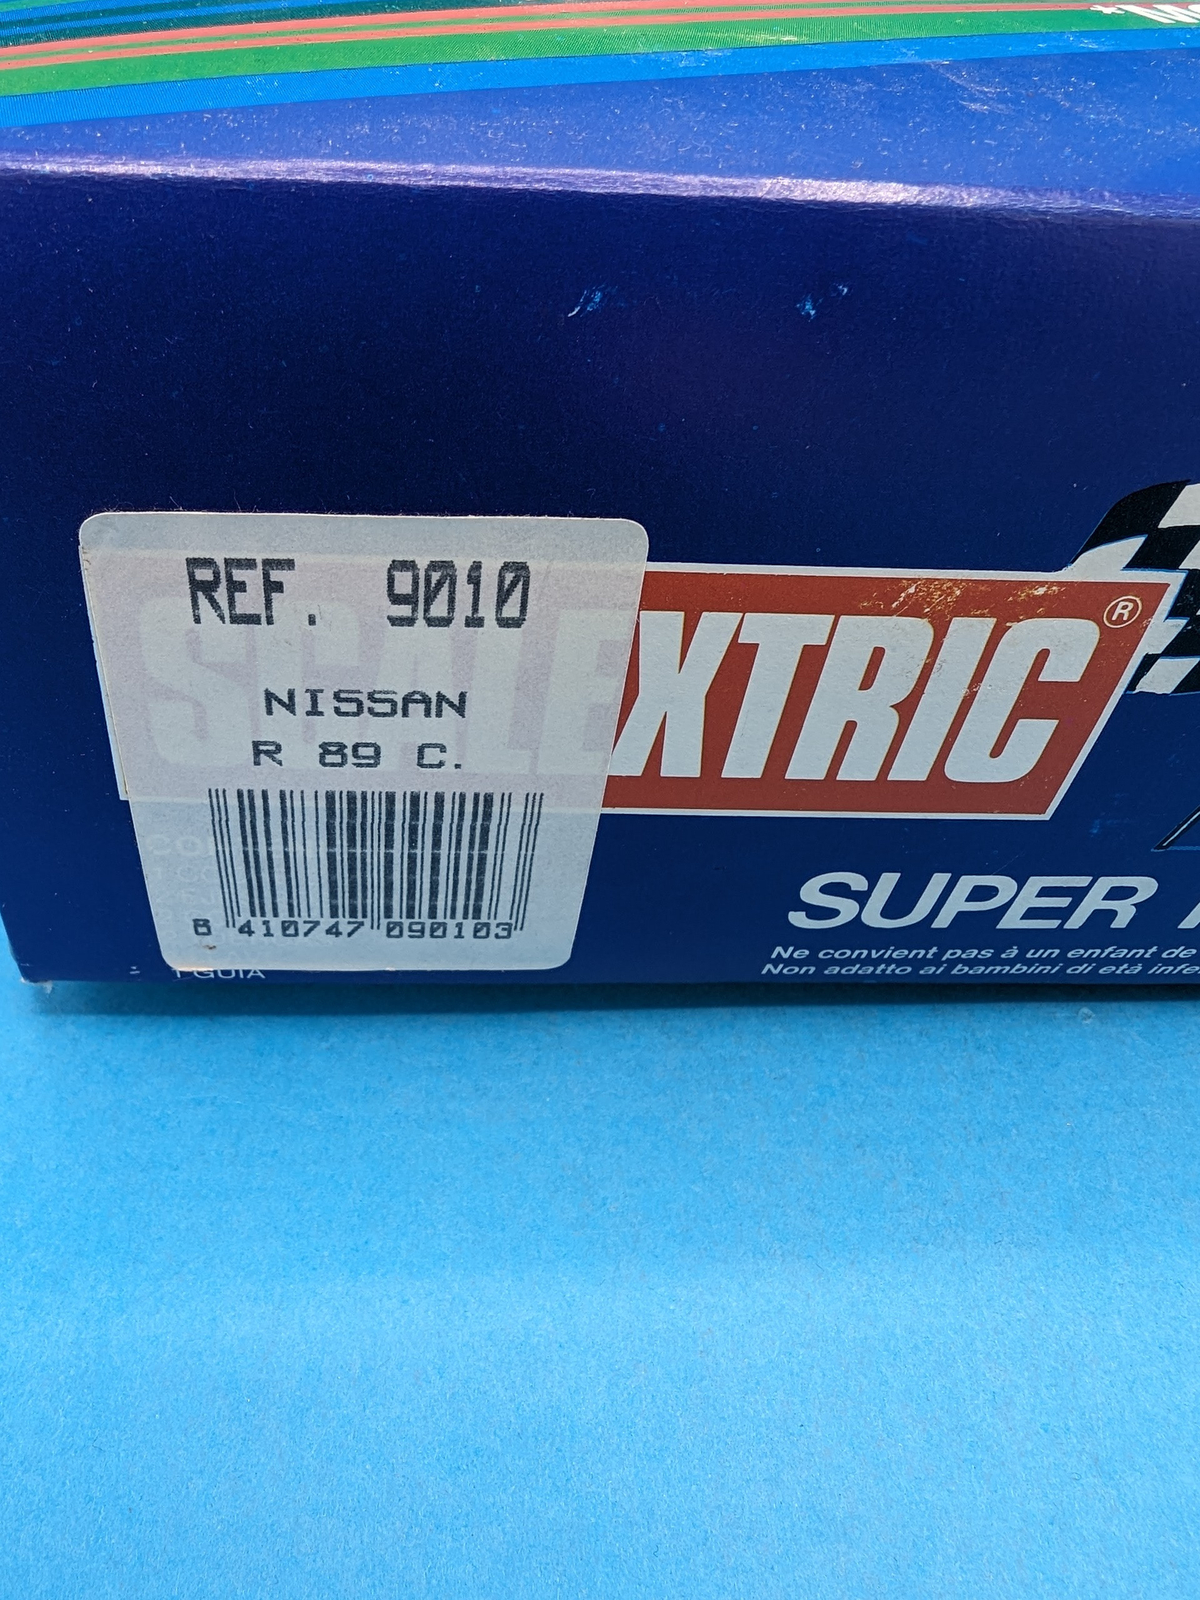 REF. 9010
NISSAN
R 89 C.
8 410747 090103
SCALEXTRIC®
SUPER
Ne convient pas à un enfant de
Non adatto ai bambini di età
1 GUIA